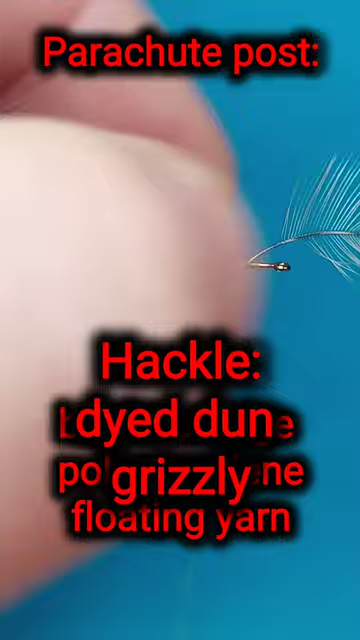 Parachute post:
Hackle:
dyed dun
grizzly
floating yarn